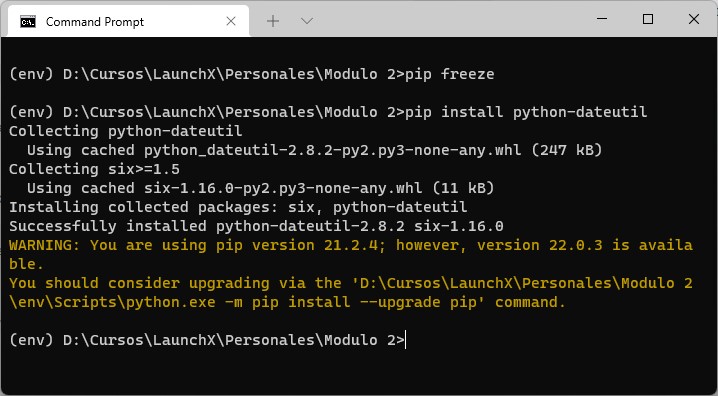 Command Prompt
(env) D:\Cursos\LaunchX\Personales\Modulo 2>pip freeze
(env) D:\Cursos\LaunchX\Personales\Modulo 2>pip install python-dateutil
Collecting python-dateutil
  Using cached python_dateutil-2.8.2-py2.py3-none-any.whl (247 kB)
Collecting six>=1.5
  Using cached six-1.16.0-py2.py3-none-any.whl (11 kB)
Installing collected packages: six, python-dateutil
Successfully installed python-dateutil-2.8.2 six-1.16.0
WARNING: You are using pip version 21.2.4; however, version 22.0.3 is availa
ble.
You should consider upgrading via the 'D:\Cursos\LaunchX\Personales\Modulo 2
\env\Scripts\python.exe -m pip install --upgrade pip' command.
(env) D:\Cursos\LaunchX\Personales\Modulo 2>